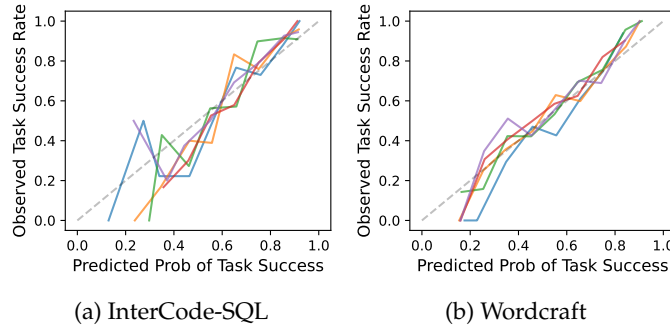 Observed Task Success Rate
1.0
0.8
0.6
0.4
0.2
0.0
0.0 0.2 0.4 0.6 0.8 1.0
Predicted Prob of Task Success
(a) InterCode-SQL
Observed Task Success Rate
1.0
0.8
0.6
0.4
0.2
0.0
0.0 0.2 0.4 0.6 0.8 1.0
Predicted Prob of Task Success
(b) Wordcraft